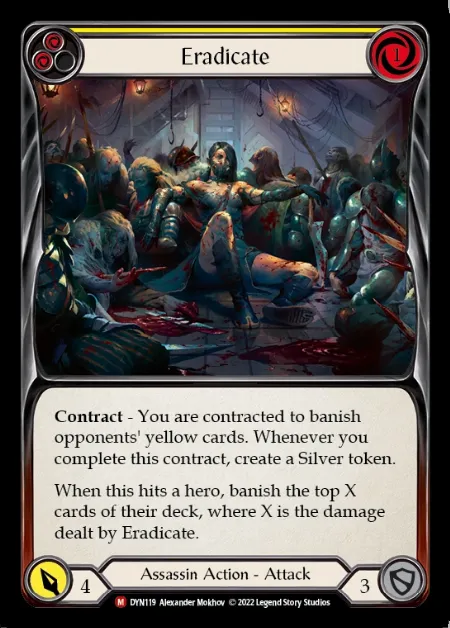 Eradicate
1
Contract - You are contracted to banish
opponents' yellow cards. Whenever you
complete this contract, create a Silver token.
When this hits a hero, banish the top X
cards of their deck, where X is the damage
dealt by Eradicate.
4
Assassin Action - Attack
3
M DYN119 Alexander Mokhov © 2022 Legend Story Studios